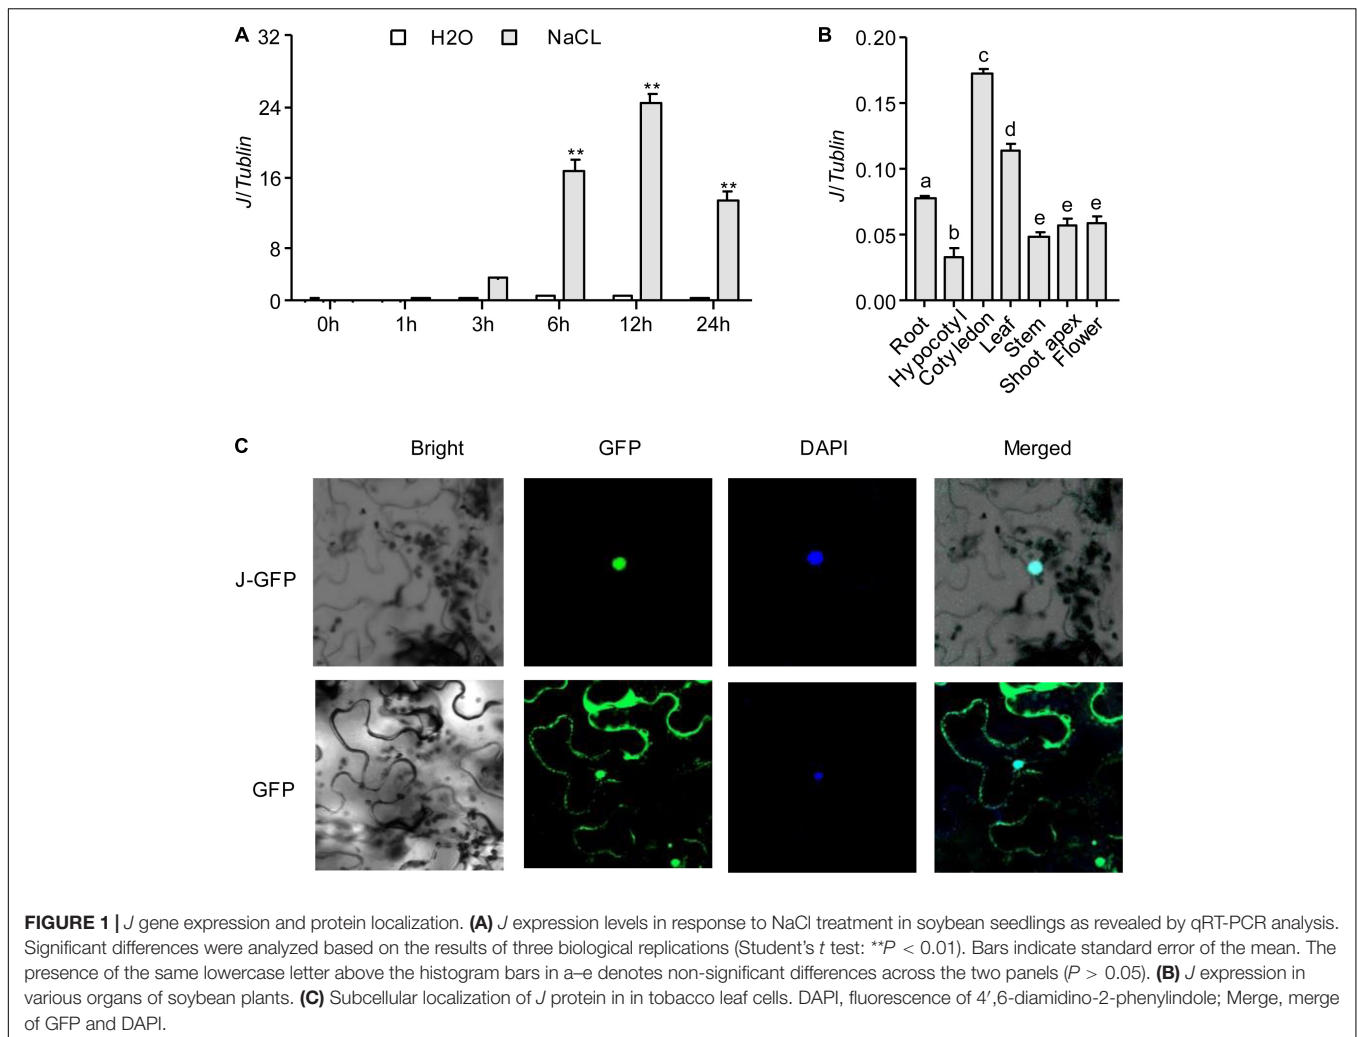 A
32
24
16
8
0
J/Tublin
H2O
NaCL
**
**
**
0h
1h
3h
6h
12h
24h
B
0.20
0.15
0.10
0.05
0.00
J/Tublin
a
b
c
d
e
e
e
Root
Hypocotyl
Cotyledon
Leaf
Stem
Shoot apex
Flower
C
Bright
GFP
DAPI
Merged
J-GFP
GFP
FIGURE 1 | J gene expression and protein localization. (A) J expression levels in response to NaCl treatment in soybean seedlings as revealed by qRT-PCR analysis.
Significant differences were analyzed based on the results of three biological replications (Student's t test: **P < 0.01). Bars indicate standard error of the mean. The
presence of the same lowercase letter above the histogram bars in a–e denotes non-significant differences across the two panels (P > 0.05). (B) J expression in
various organs of soybean plants. (C) Subcellular localization of J protein in in tobacco leaf cells. DAPI, fluorescence of 4′,6-diamidino-2-phenylindole; Merge, merge
of GFP and DAPI.